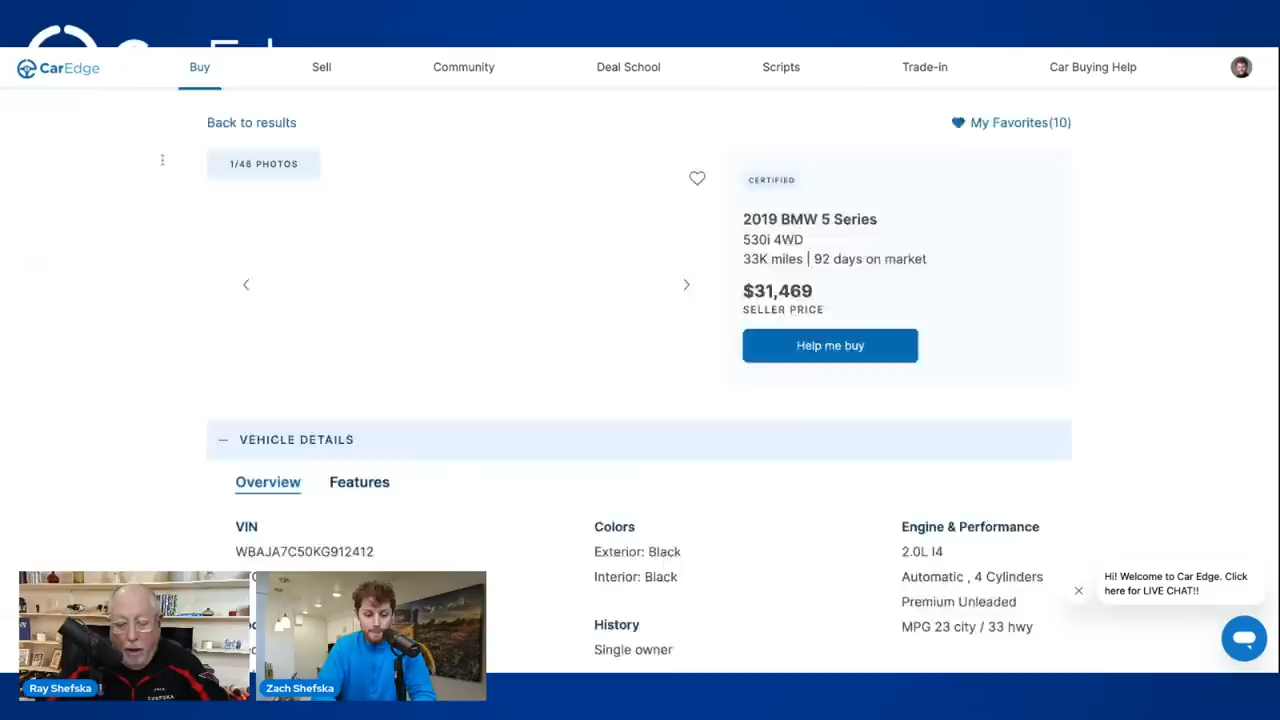 CarEdge
Buy
Sell
Community
Deal School
Scripts
Trade-in
Car Buying Help
Back to results
My Favorites(10)
1/46 PHOTOS
CERTIFIED
2019 BMW 5 Series
530i 4WD
33K miles | 92 days on market
$31,469
SELLER PRICE
Help me buy
VEHICLE DETAILS
Overview
Features
VIN
WBAJA7C50KG912412
Colors
Exterior: Black
Interior: Black
History
Single owner
Engine & Performance
2.0L I4
Automatic , 4 Cylinders
Premium Unleaded
MPG 23 city / 33 hwy
Hi! Welcome to Car Edge. Click
here for LIVE CHAT!!
Ray Shefska
Zach Shefska